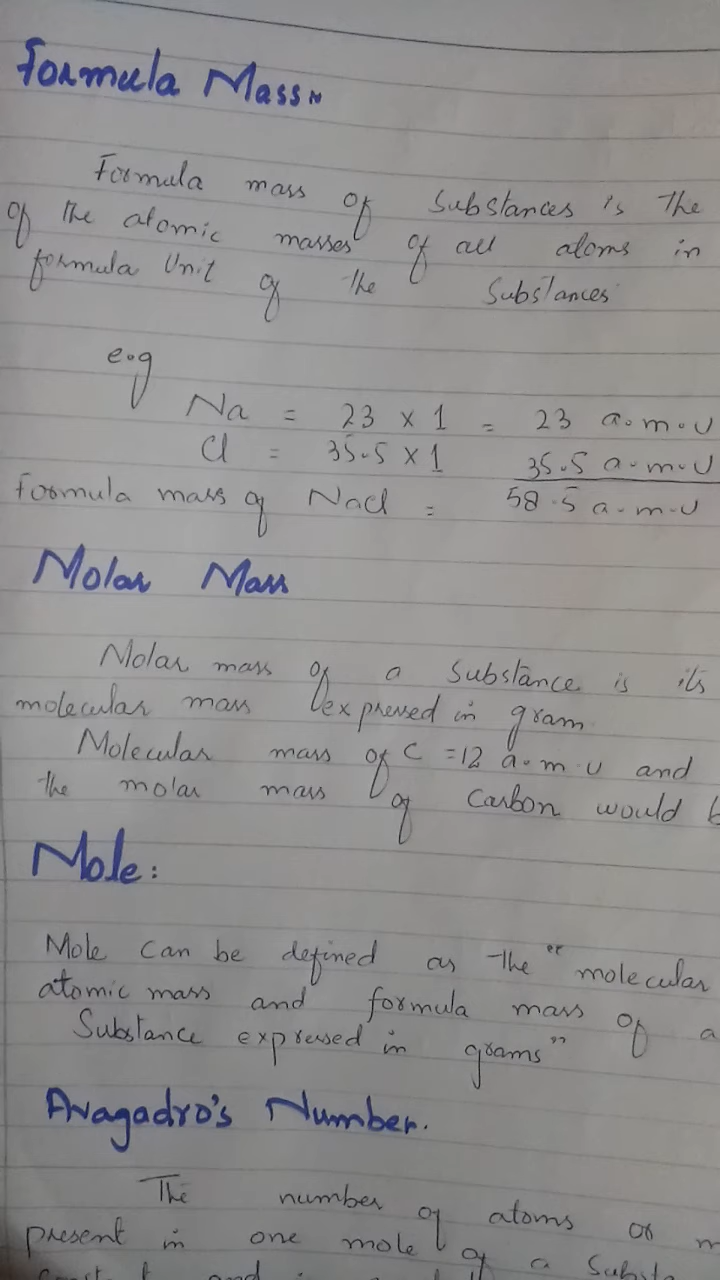 Formula Mass
Formula mass of Substances is the
of the atomic masses of all atoms in
formula Unit of the Substances
e.g
Na = 23 x 1 = 23 a.m.U
Cl = 35.5 x 1 35.5 a.m.U
formula mass of Nacl = 58.5 a.m.U
Molar Mass
Molar mass of a Substance is its
molecular mass expressed in gram
Molecular mass of C = 12 a.m.u and
the molar mass of Carbon would
Mole:
Mole can be defined as the "molecular
atomic mass and formula mass of a
Substance expressed in grams"
Avagadro's Number.
The number of atoms or
present in one mole of a
and